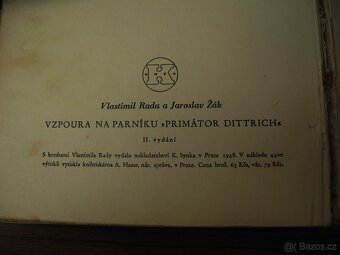 Vlastimil Rada a Jaroslav Žák
VZPOURA NA PARNÍKU »PRIMÁTOR DITTRICH«
II. vydání
S kresbami Vlastimila Rady vydalo nakladatelství K. Synka v Praze 1948. V nákladu 4400
výtisků vytiskla knihtiskárna A. Haase, nár. správa, v Praze. Cena brož. 63 Kčs, váz. 79 Kčs.
Bazos.cz